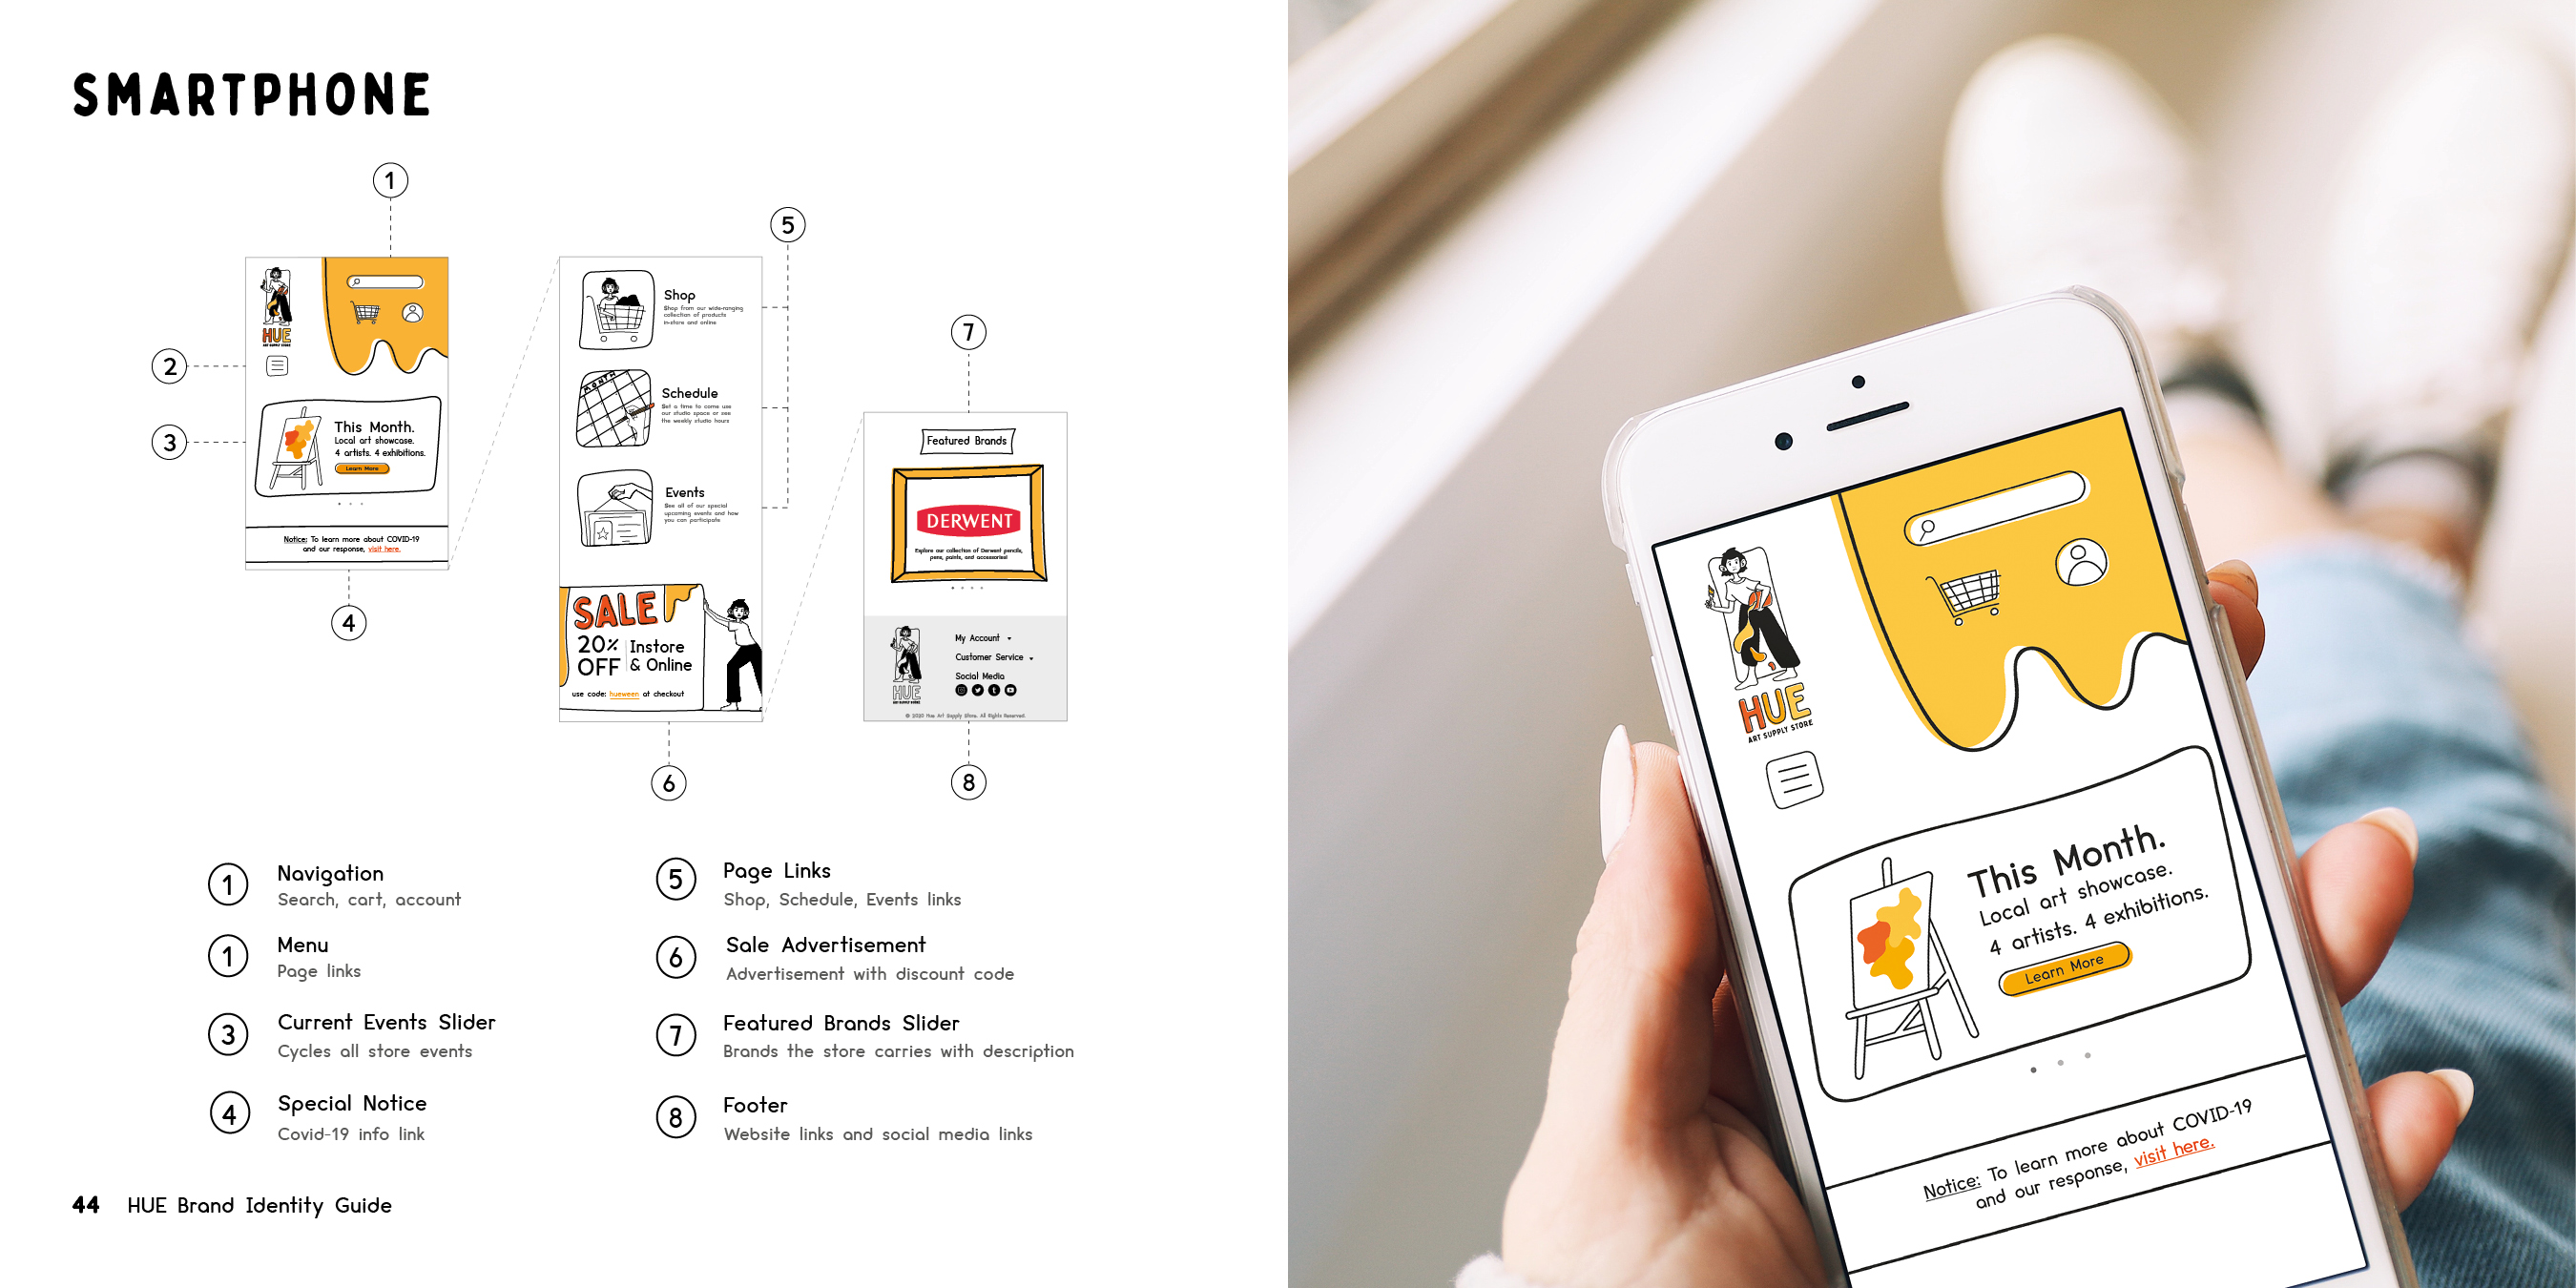 SMARTPHONE
1
5
7
2
3
4
6
8
HUE
ART SUPPLY STORE
This Month.
Local art showcase.
4 artists. 4 exhibitions.
Learn More
Notice: To learn more about COVID-19
and our response, visit here.
Shop
Shop from our wide-ranging
collection of products
in-store and online
MONTH
Schedule
Set a time to come use
our studio space or see
the weekly studio hours
Events
See all of our special
upcoming events and how
you can participate
SALE
20% OFF
Instore & Online
use code: hueween at checkout
Featured Brands
DERWENT
Explore our collection of Derwent pencils,
pens, paints, and accessories!
HUE
ART SUPPLY STORE
My Account
Customer Service
Social Media
© 2020 Hue Art Supply Store. All Rights Reserved.
1 Navigation
Search, cart, account
1 Menu
Page links
3 Current Events Slider
Cycles all store events
4 Special Notice
Covid-19 info link
5 Page Links
Shop, Schedule, Events links
6 Sale Advertisement
Advertisement with discount code
7 Featured Brands Slider
Brands the store carries with description
8 Footer
Website links and social media links
44 HUE Brand Identity Guide
HUE
ART SUPPLY STORE
This Month.
Local art showcase.
4 artists. 4 exhibitions.
Learn More
Notice: To learn more about COVID-19
and our response, visit here.